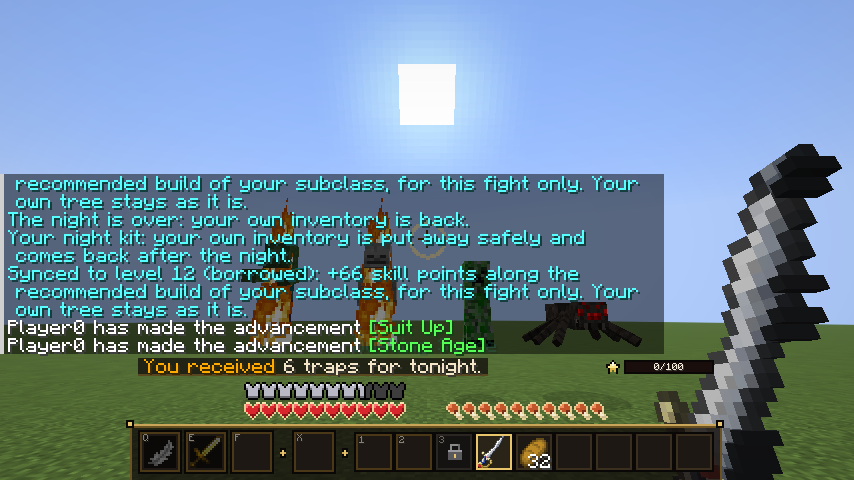 recommended build of your subclass, for this fight only. Your
own tree stays as it is.
The night is over: your own inventory is back.
Your night kit: your own inventory is put away safely and
comes back after the night.
Synced to level 12 (borrowed): +66 skill points along the
recommended build of your subclass, for this fight only. Your
own tree stays as it is.
Player0 has made the advancement [Suit Up]
Player0 has made the advancement [Stone Age]
You received 6 traps for tonight.
0/100
Q E F X 1 2 3
32